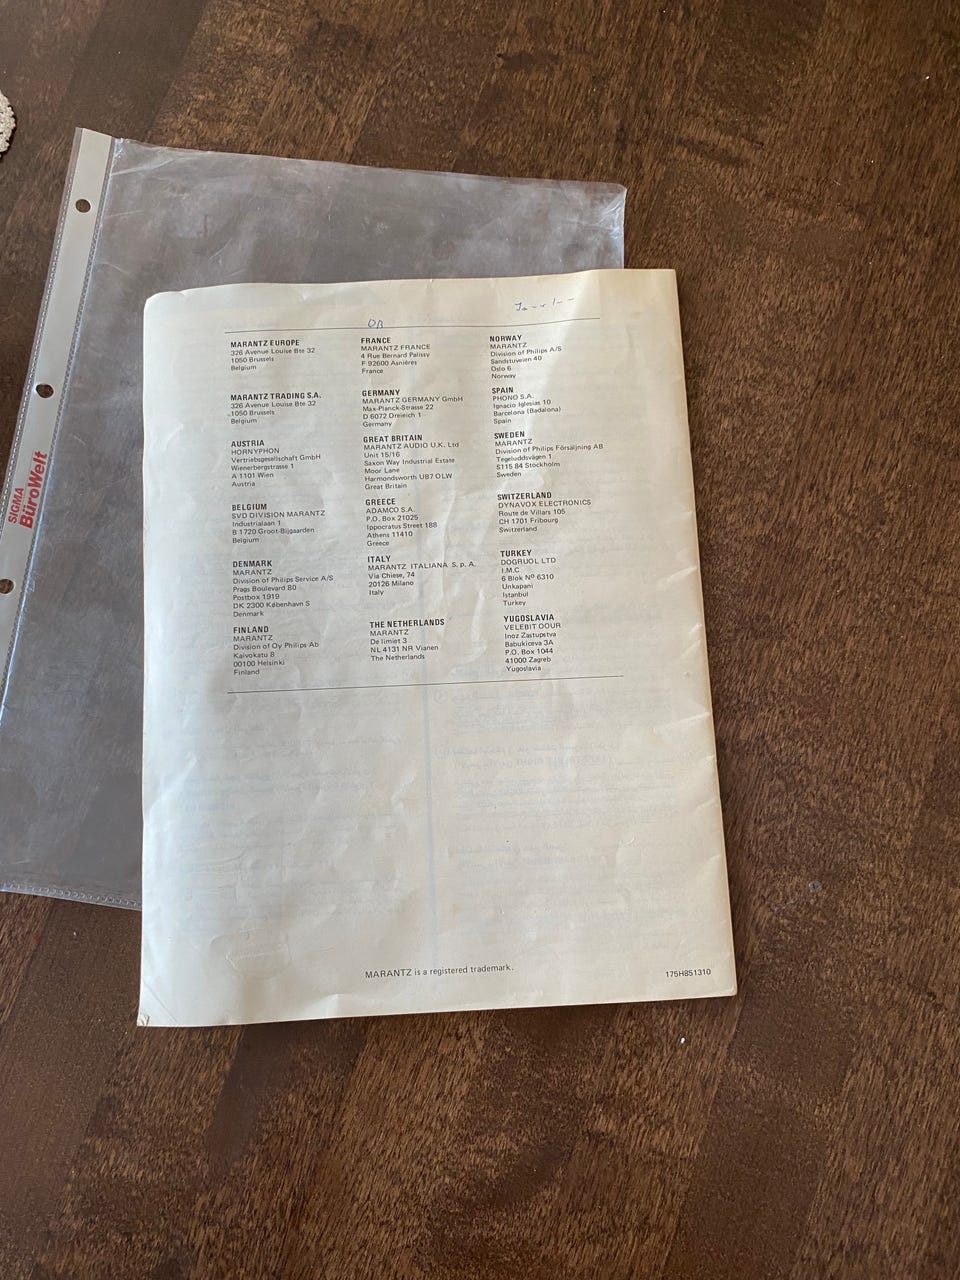 SIGMA
BüroWelt
OB
MARANTZ EUROPE
326 Avenue Louise Bte 32
1050 Brussels
Belgium
MARANTZ TRADING S.A.
326 Avenue Louise Bte 32
1050 Brussels
Belgium
AUSTRIA
HORNYPHON
Vertriebsgesellschaft GmbH
Wienerbergstrasse 1
A 1101 Wien
Austria
BELGIUM
SVD DIVISION MARANTZ
Industrialaan 1
B 1720 Groot-Bijgaarden
Belgium
DENMARK
MARANTZ
Division of Philips Service A/S
Prags Boulevard 80
Postbox 1919
DK 2300 København S
Denmark
FINLAND
MARANTZ
Division of Oy Philips Ab
Kaivokatu 8
00100 Helsinki
Finland
FRANCE
MARANTZ FRANCE
4 Rue Bernard Palissy
F 92600 Asnières
France
GERMANY
MARANTZ GERMANY GmbH
Max-Planck-Strasse 22
D 6072 Dreieich 1
Germany
GREAT BRITAIN
MARANTZ AUDIO U.K. Ltd
Unit 15/16
Saxon Way Industrial Estate
Moor Lane
Harmondsworth UB7 OLW
Great Britain
GREECE
ADAMCO S.A.
P.O. Box 21025
Ippocratus Street 188
Athens 11410
Greece
ITALY
MARANTZ ITALIANA S.p.A.
Via Chiese, 74
20126 Milano
Italy
THE NETHERLANDS
MARANTZ
De limiet 3
NL 4131 NR Vianen
The Netherlands
NORWAY
MARANTZ
Division of Philips A/S
Sandstuveien 40
Oslo 6
Norway
SPAIN
PHONO S.A.
Ignacio Iglesias 10
Barcelona (Badalona)
Spain
SWEDEN
MARANTZ
Division of Philips Försäljning AB
Tegeluddsvägen 1
S115 84 Stockholm
Sweden
SWITZERLAND
DYNAVOX ELECTRONICS
Route de Villars 105
CH 1701 Fribourg
Switzerland
TURKEY
DOGRUOL LTD
I.M.C.
6 Blok Nº 6310
Unkapani
Istanbul
Turkey
YUGOSLAVIA
VELEBIT OOUR
Inoz Zastupstva
Babukiceva 3A
P.O. Box 1044
41000 Zagreb
Yugoslavia
MARANTZ is a registered trademark.
175H851310